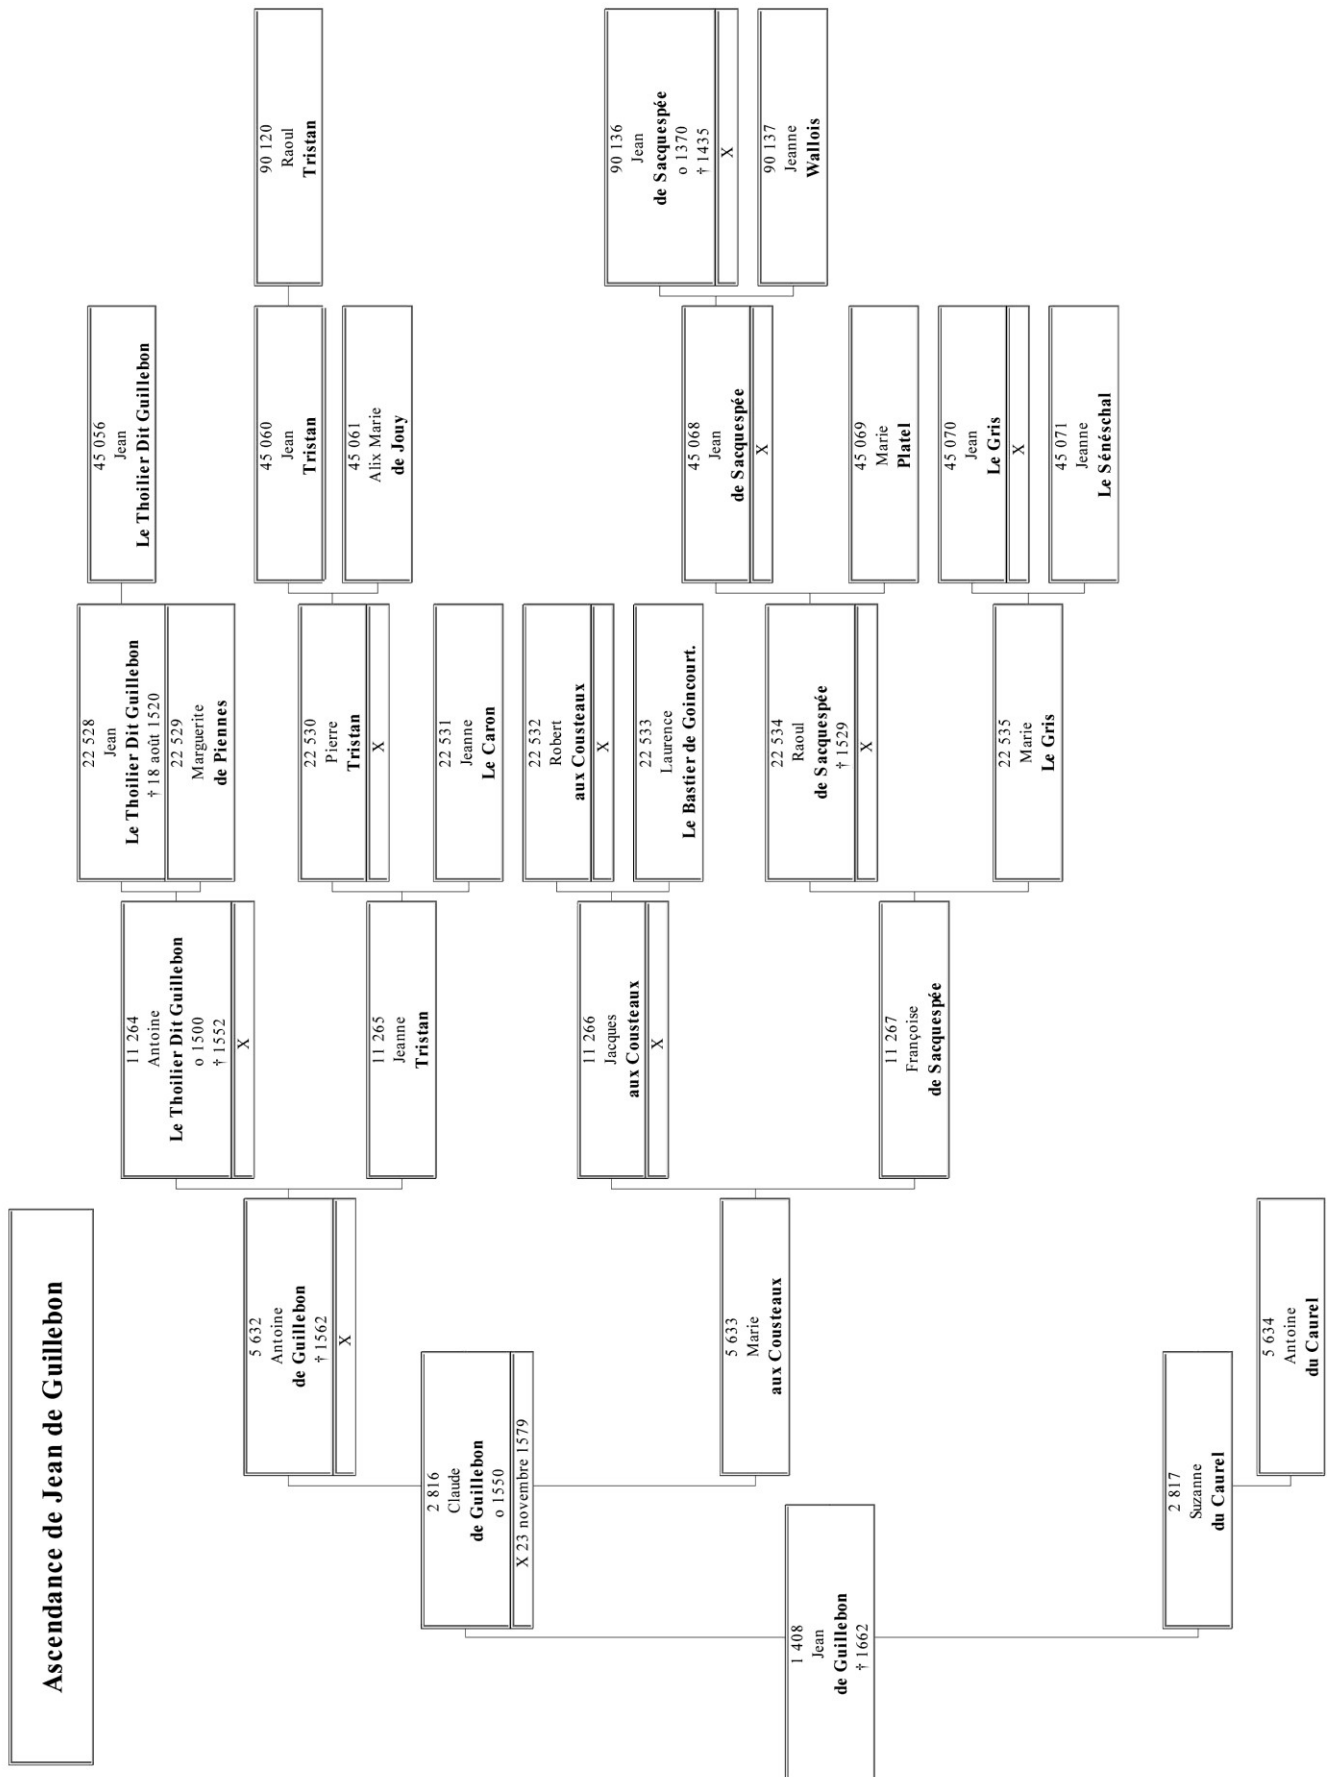 Ascendance de Jean de Guillebon
1 408
Jean
de Guillebon
† 1662
2 816
Claude
de Guillebon
o 1550
X 23 novembre 1579
2 817
Suzanne
du Caurel
5 632
Antoine
de Guillebon
† 1562
X
5 633
Marie
aux Cousteaux
5 634
Antoine
du Caurel
11 264
Antoine
Le Thoilier Dit Guillebon
o 1500
† 1552
X
11 265
Jeanne
Tristan
11 266
Jacques
aux Cousteaux
X
11 267
Françoise
de Sacquespée
22 528
Jean
Le Thoilier Dit Guillebon
† 18 août 1520
22 529
Marguerite
de Piennes
22 530
Pierre
Tristan
X
22 531
Jeanne
Le Caron
22 532
Robert
aux Cousteaux
X
22 533
Laurence
Le Bastier de Goincourt.
22 534
Raoul
de Sacquespée
† 1529
X
22 535
Marie
Le Gris
45 056
Jean
Le Thoilier Dit Guillebon
45 060
Jean
Tristan
45 061
Alix Marie
de Jouy
45 068
Jean
de Sacquespée
X
45 069
Marie
Platel
45 070
Jean
Le Gris
X
45 071
Jeanne
Le Sénéschal
90 120
Raoul
Tristan
90 136
Jean
de Sacquespée
o 1370
† 1435
X
90 137
Jeanne
Wallois